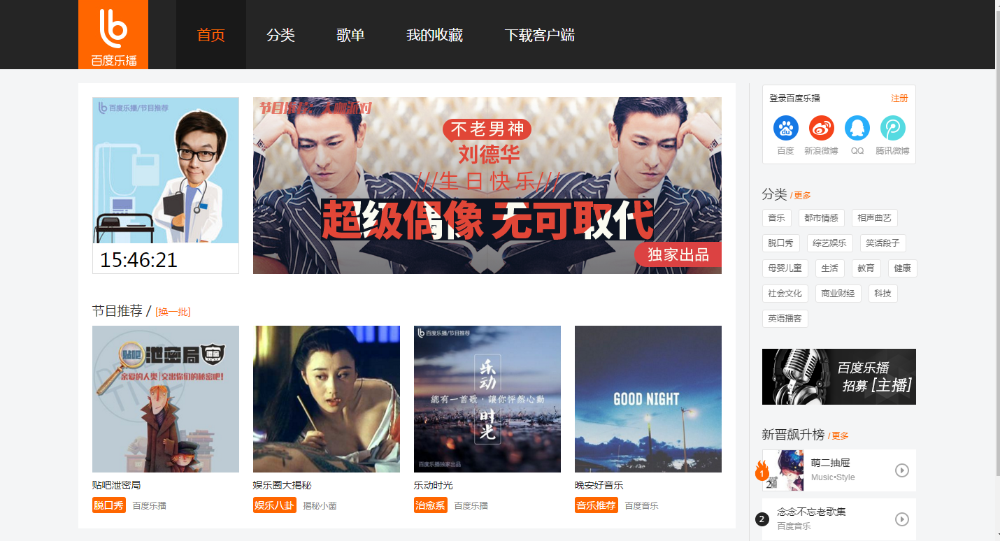 百度乐播
首页
分类
歌单
我的收藏
下载客户端
百度乐播/节目推荐
15:46:21
节目推荐：大咖派对
不老男神
刘德华
///生日快乐///
超级偶像 无可取代
独家出品
登录百度乐播
注册
百度
新浪微博
QQ
腾讯微博
分类 / 更多
音乐
都市情感
相声曲艺
脱口秀
综艺娱乐
笑话段子
母婴儿童
生活
教育
健康
社会文化
商业财经
科技
英语播客
百度乐播
招募 [主播]
节目推荐 / [换一批]
贴吧泄密局
亲爱的人类|交出你们的秘密吧!
贴吧泄密局
脱口秀 百度乐播
娱乐圈大揭秘
娱乐八卦 揭秘小菌
百度乐播/节目推荐
乐动
總有一首歌，讓你怦然心動
时光
百度乐播独家出品
乐动时光
治愈系 百度乐播
GOOD NIGHT
晚安好音乐
音乐推荐 百度音乐
新晋飙升榜 / 更多
1
萌二抽屉
Music•Style
2
念念不忘老歌集
百度音乐